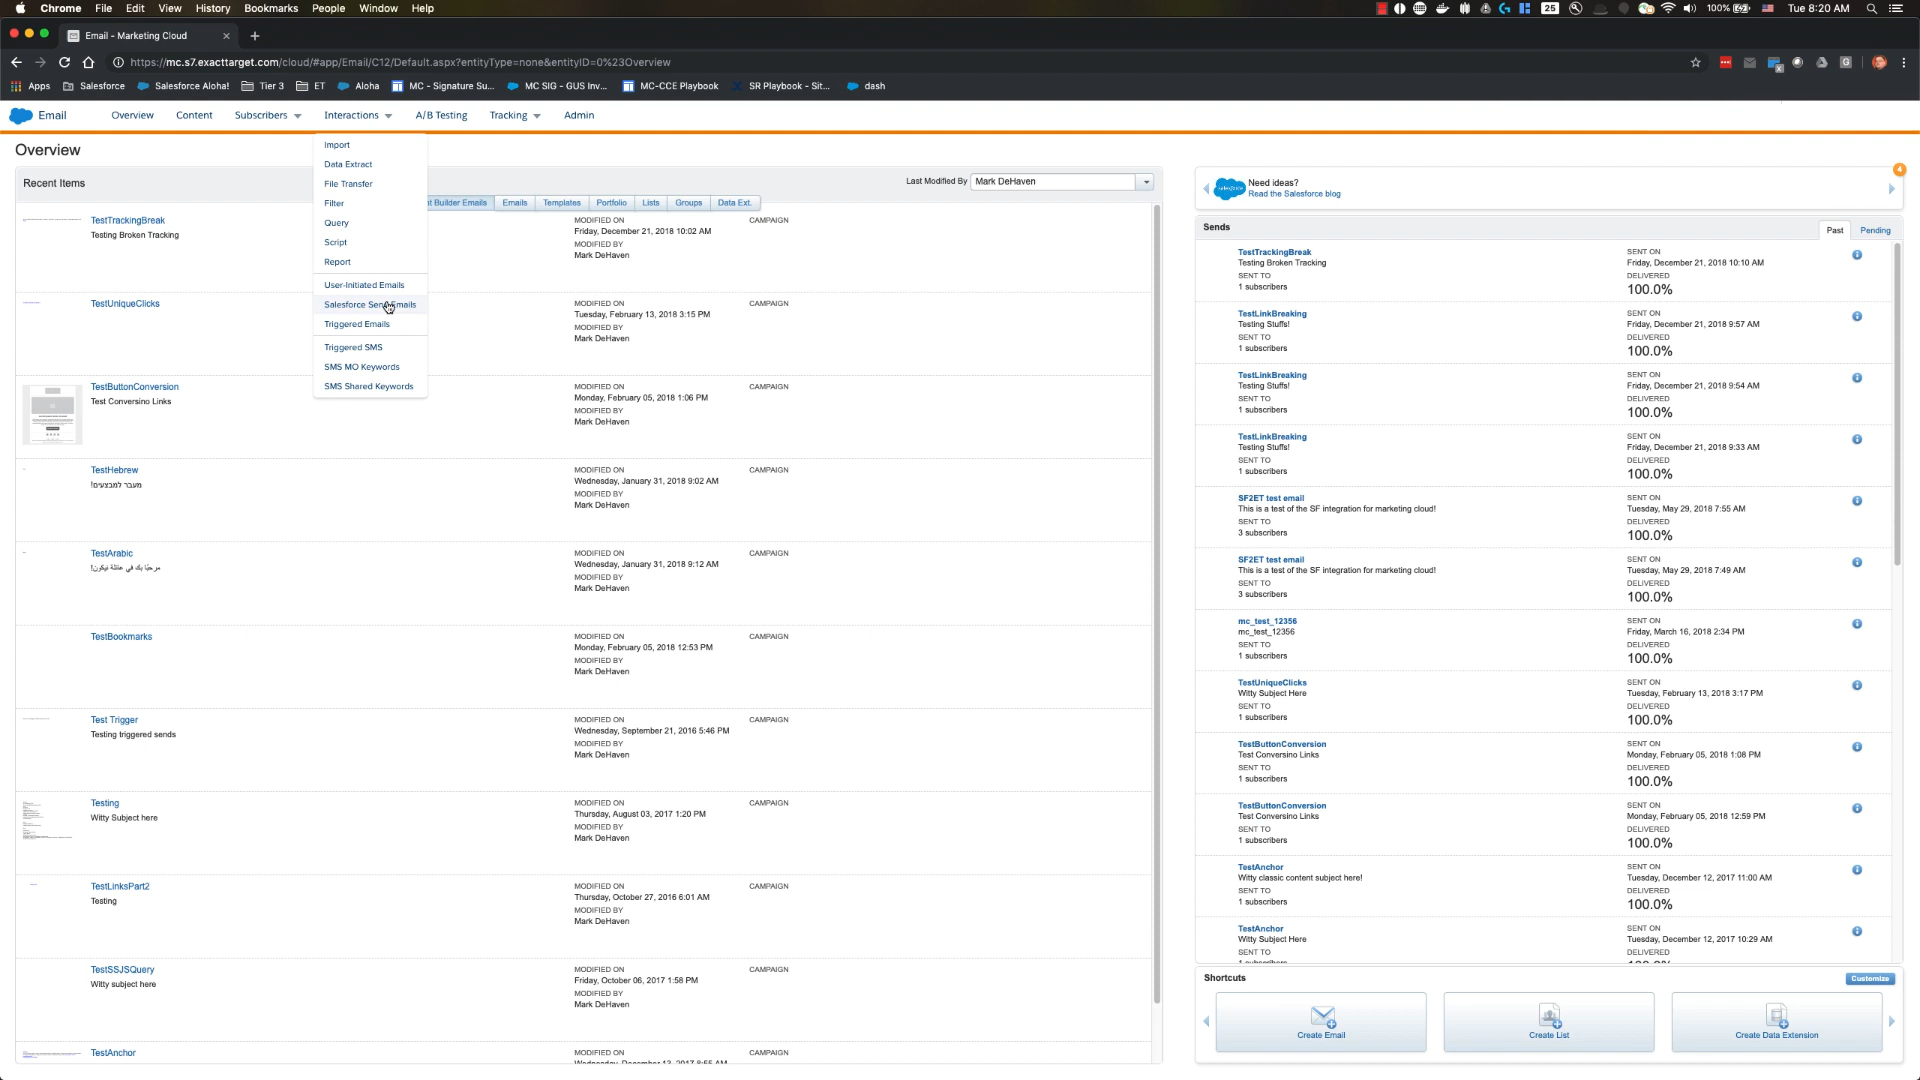 Chrome File Edit View History Bookmarks People Window Help
25 100% Tue 8:20 AM
Email - Marketing Cloud
https://mc.s7.exacttarget.com/cloud/#app/Email/C12/Default.aspx?entityType=none&entityID=0%23Overview
Apps Salesforce Salesforce Aloha! Tier 3 ET Aloha MC - Signature Su... MC SIG - GUS Inv... MC-CCE Playbook SR Playbook - Sit... dash
Email Overview Content Subscribers Interactions A/B Testing Tracking Admin
Overview
Recent Items
Last Modified By Mark DeHaven
nt Builder Emails Emails Templates Portfolio Lists Groups Data Ext.
Import
Data Extract
File Transfer
Filter
Query
Script
Report
User-Initiated Emails
Salesforce Send Emails
Triggered Emails
Triggered SMS
SMS MO Keywords
SMS Shared Keywords
TestTrackingBreak
Testing Broken Tracking
MODIFIED ON
Friday, December 21, 2018 10:02 AM
MODIFIED BY
Mark DeHaven
CAMPAIGN
TestUniqueClicks
MODIFIED ON
Tuesday, February 13, 2018 3:15 PM
MODIFIED BY
Mark DeHaven
CAMPAIGN
TestButtonConversion
Test Conversino Links
MODIFIED ON
Monday, February 05, 2018 1:06 PM
MODIFIED BY
Mark DeHaven
CAMPAIGN
TestHebrew
מעבר למבצעים!
MODIFIED ON
Wednesday, January 31, 2018 9:02 AM
MODIFIED BY
Mark DeHaven
CAMPAIGN
TestArabic
مرحبًا بك في عائلة نيكون!
MODIFIED ON
Wednesday, January 31, 2018 9:12 AM
MODIFIED BY
Mark DeHaven
CAMPAIGN
TestBookmarks
MODIFIED ON
Monday, February 05, 2018 12:53 PM
MODIFIED BY
Mark DeHaven
CAMPAIGN
Test Trigger
Testing triggered sends
MODIFIED ON
Wednesday, September 21, 2016 5:46 PM
MODIFIED BY
Mark DeHaven
CAMPAIGN
Testing
Witty Subject here
MODIFIED ON
Thursday, August 03, 2017 1:20 PM
MODIFIED BY
Mark DeHaven
CAMPAIGN
TestLinksPart2
Testing
MODIFIED ON
Thursday, October 27, 2016 6:01 AM
MODIFIED BY
Mark DeHaven
CAMPAIGN
TestSSJSQuery
Witty subject here
MODIFIED ON
Friday, October 06, 2017 1:58 PM
MODIFIED BY
Mark DeHaven
CAMPAIGN
TestAnchor
MODIFIED ON
Wednesday, December 13, 2017 8:55 AM
CAMPAIGN
4
salesforce
Need ideas?
Read the Salesforce blog
Sends
Past Pending
TestTrackingBreak
Testing Broken Tracking
SENT TO
1 subscribers
SENT ON
Friday, December 21, 2018 10:10 AM
DELIVERED
100.0%
TestLinkBreaking
Testing Stuffs!
SENT TO
1 subscribers
SENT ON
Friday, December 21, 2018 9:57 AM
DELIVERED
100.0%
TestLinkBreaking
Testing Stuffs!
SENT TO
1 subscribers
SENT ON
Friday, December 21, 2018 9:54 AM
DELIVERED
100.0%
TestLinkBreaking
Testing Stuffs!
SENT TO
1 subscribers
SENT ON
Friday, December 21, 2018 9:33 AM
DELIVERED
100.0%
SF2ET test email
This is a test of the SF integration for marketing cloud!
SENT TO
3 subscribers
SENT ON
Tuesday, May 29, 2018 7:55 AM
DELIVERED
100.0%
SF2ET test email
This is a test of the SF integration for marketing cloud!
SENT TO
3 subscribers
SENT ON
Tuesday, May 29, 2018 7:49 AM
DELIVERED
100.0%
mc_test_12356
mc_test_12356
SENT TO
1 subscribers
SENT ON
Friday, March 16, 2018 2:34 PM
DELIVERED
100.0%
TestUniqueClicks
Witty Subject Here
SENT TO
1 subscribers
SENT ON
Tuesday, February 13, 2018 3:17 PM
DELIVERED
100.0%
TestButtonConversion
Test Conversino Links
SENT TO
1 subscribers
SENT ON
Monday, February 05, 2018 1:08 PM
DELIVERED
100.0%
TestButtonConversion
Test Conversino Links
SENT TO
1 subscribers
SENT ON
Monday, February 05, 2018 12:59 PM
DELIVERED
100.0%
TestAnchor
Witty classic content subject here!
SENT TO
1 subscribers
SENT ON
Tuesday, December 12, 2017 11:00 AM
DELIVERED
100.0%
TestAnchor
Witty Subject Here
SENT TO
1 subscribers
SENT ON
Tuesday, December 12, 2017 10:29 AM
DELIVERED
100.0%
Shortcuts
Customize
Create Email
Create List
Create Data Extension